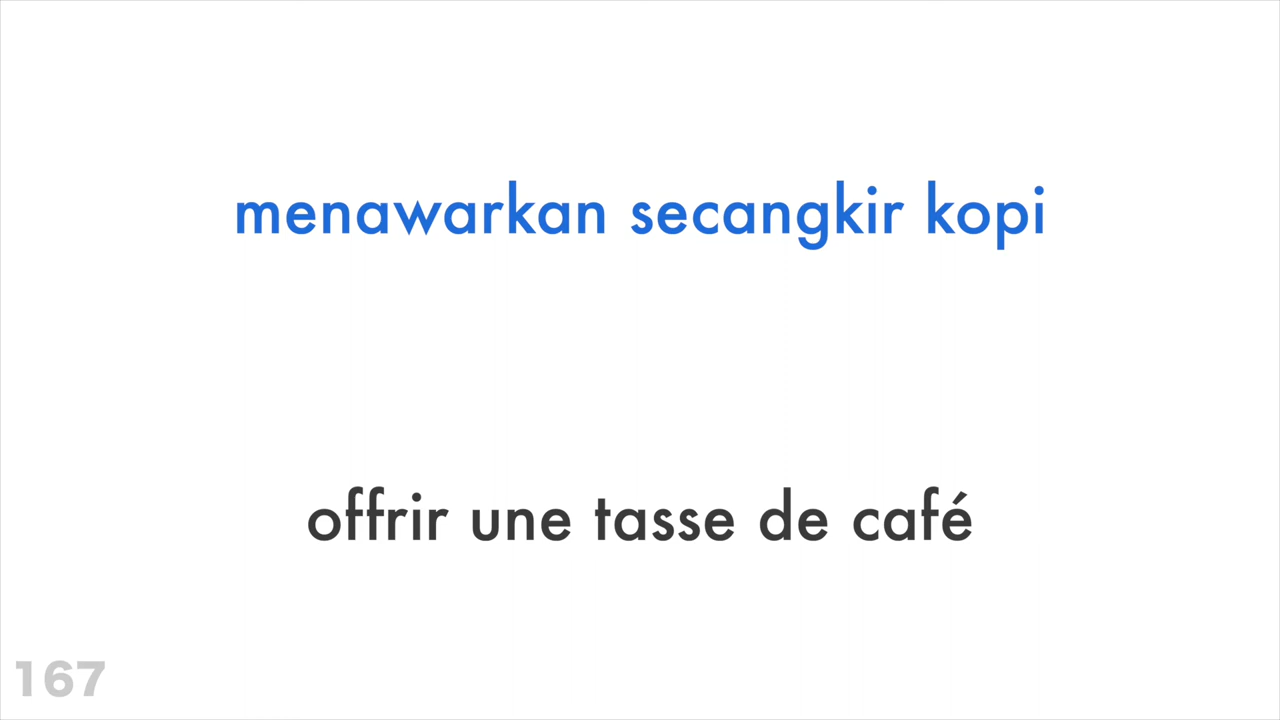 menawarkan secangkir kopi
offrir une tasse de café
167